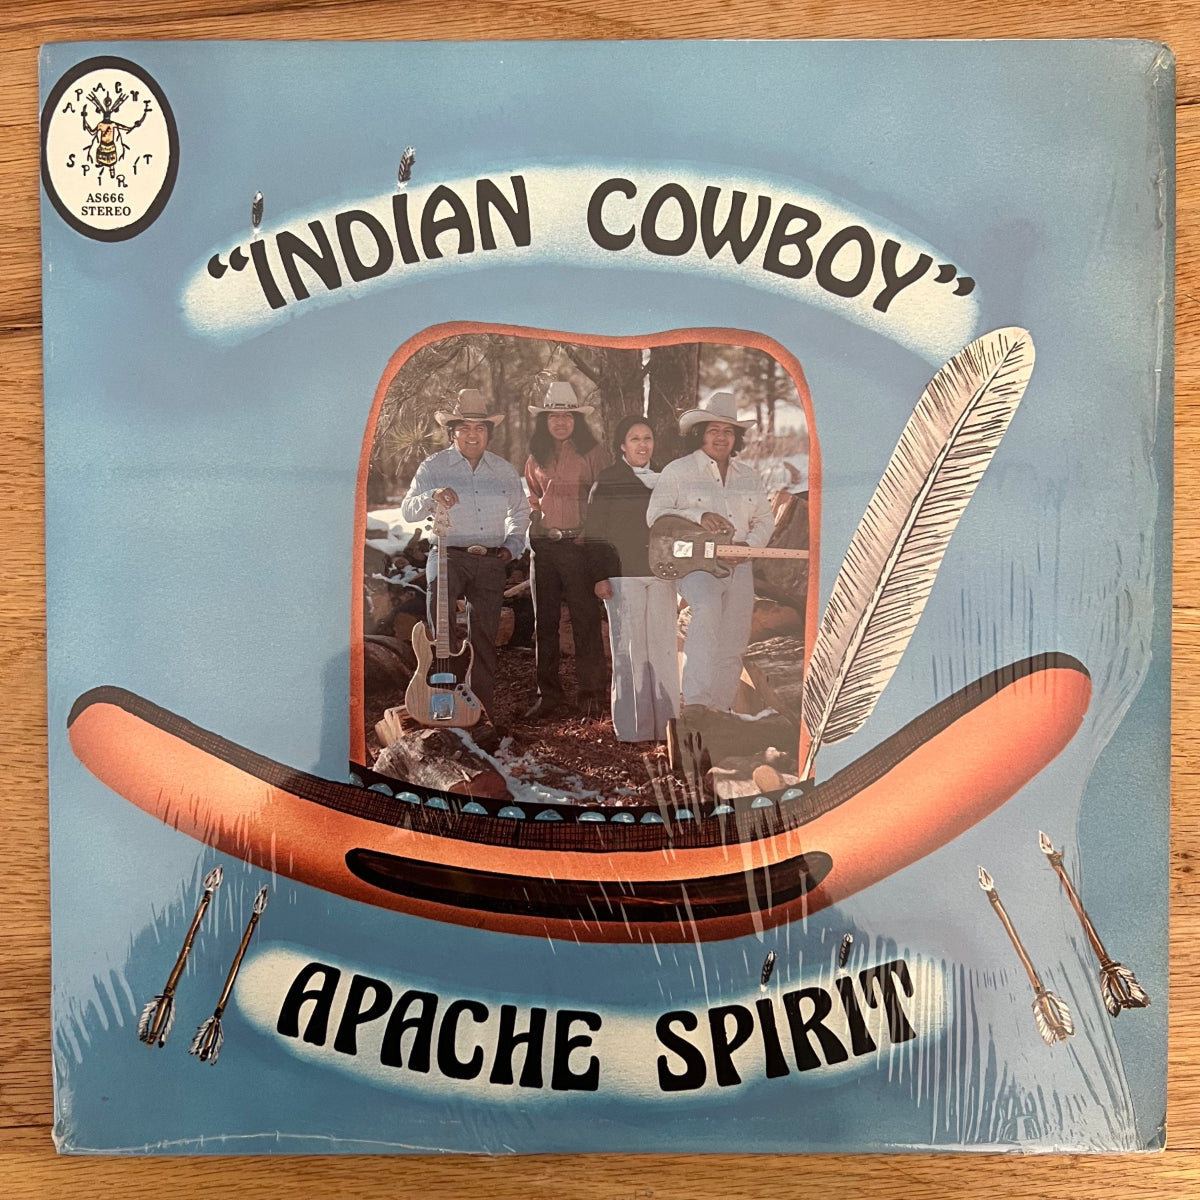 APACHE
SPIRIT
AS666
STEREO
"INDIAN COWBOY"
APACHE SPIRIT